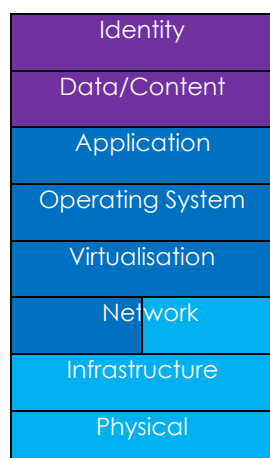 Identity
Data/Content
Application
Operating System
Virtualisation
Network
Infrastructure
Physical